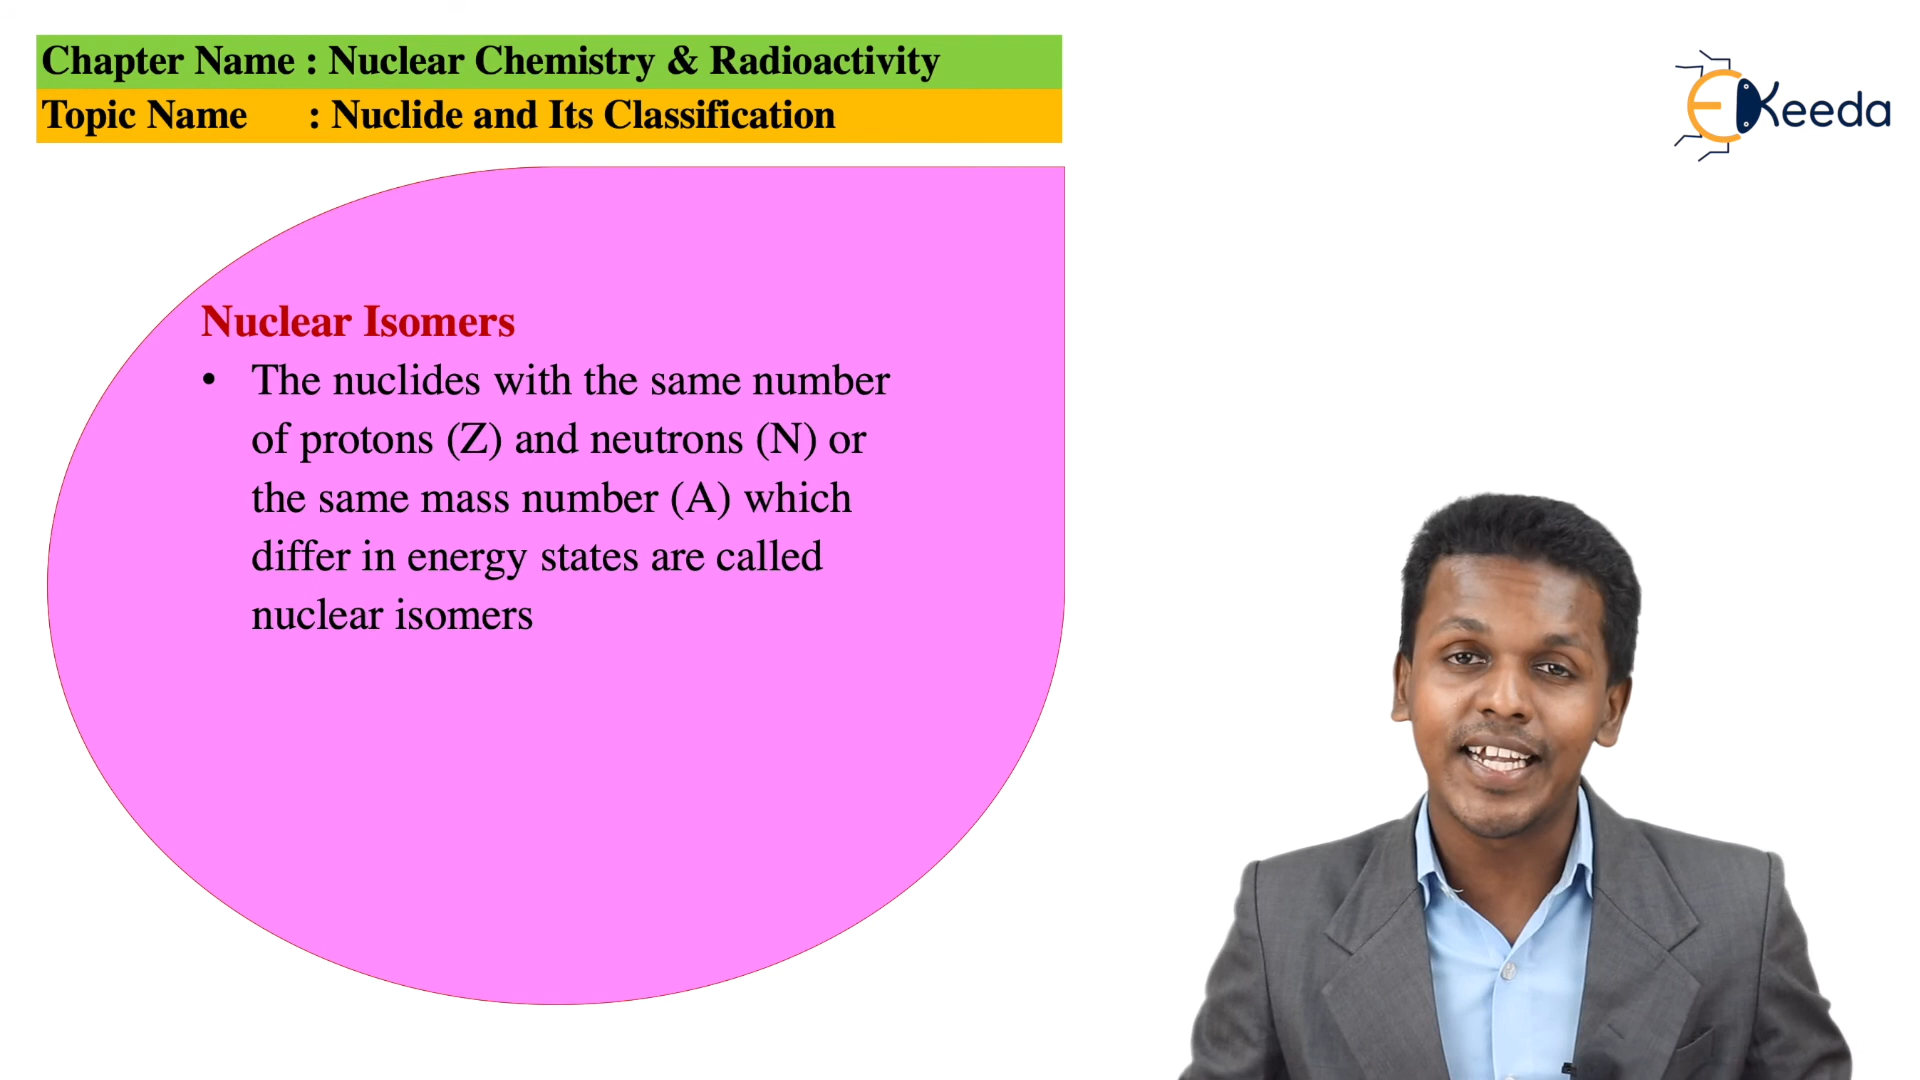 Chapter Name : Nuclear Chemistry & Radioactivity
Topic Name : Nuclide and Its Classification
EKeeda
Nuclear Isomers
• The nuclides with the same number
of protons (Z) and neutrons (N) or
the same mass number (A) which
differ in energy states are called
nuclear isomers